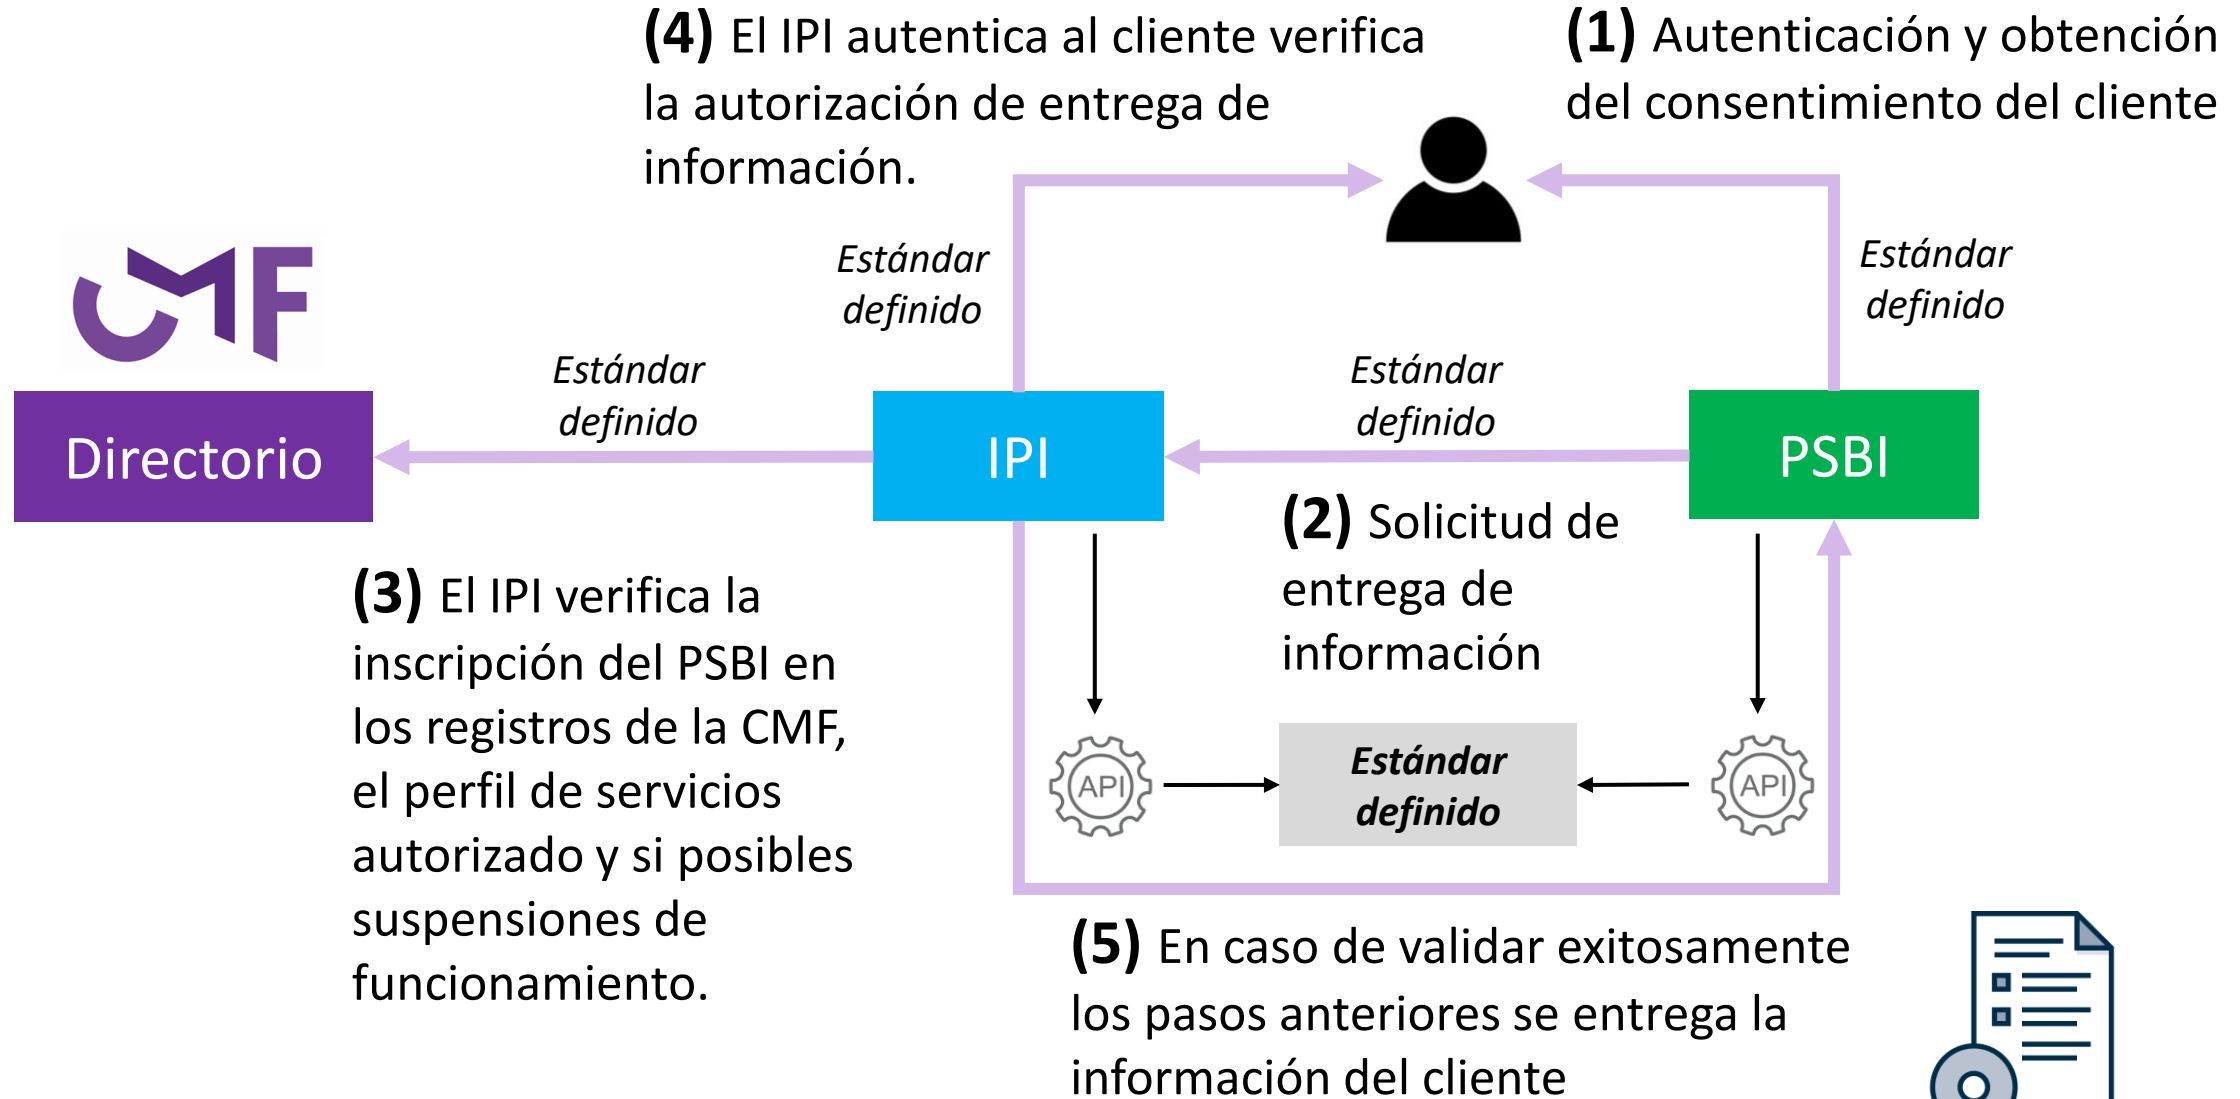 (4) El IPI autentica al cliente verifica
la autorización de entrega de
información.
(1) Autenticación y obtención
del consentimiento del cliente
CMF
Estándar
definido
Estándar
definido
Estándar
definido
Estándar
definido
Directorio
IPI
PSBI
(2) Solicitud de
entrega de
información
(3) El IPI verifica la
inscripción del PSBI en
los registros de la CMF,
el perfil de servicios
autorizado y si posibles
suspensiones de
funcionamiento.
API
Estándar
definido
API
(5) En caso de validar exitosamente
los pasos anteriores se entrega la
información del cliente